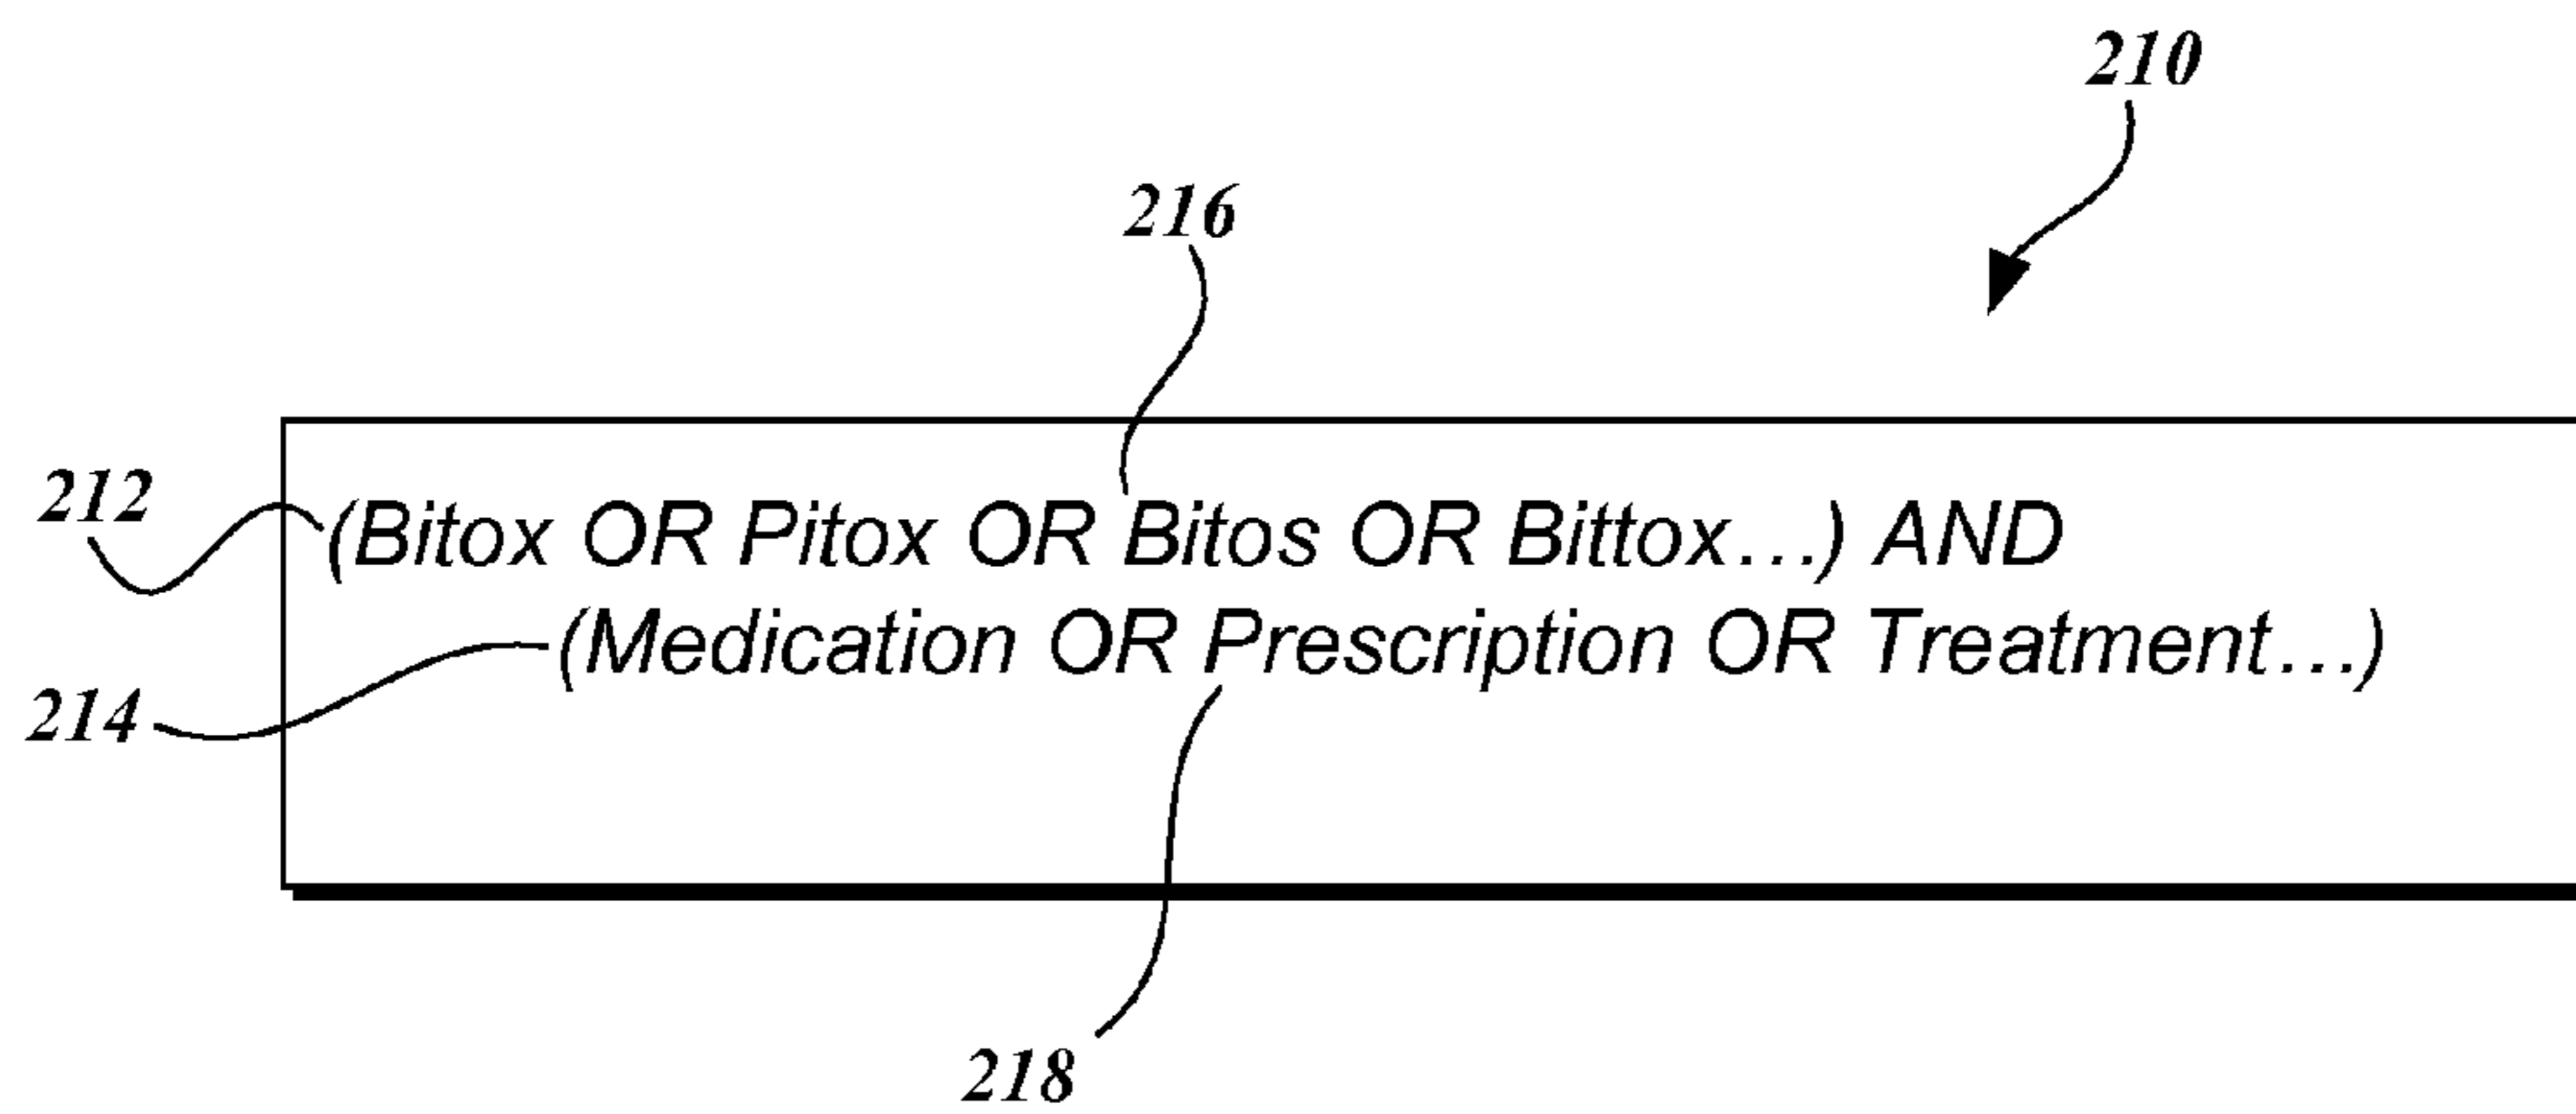 210
216
212
(Bitox OR Pitox OR Bitos OR Bittox...) AND
(Medication OR Prescription OR Treatment...)
214
218